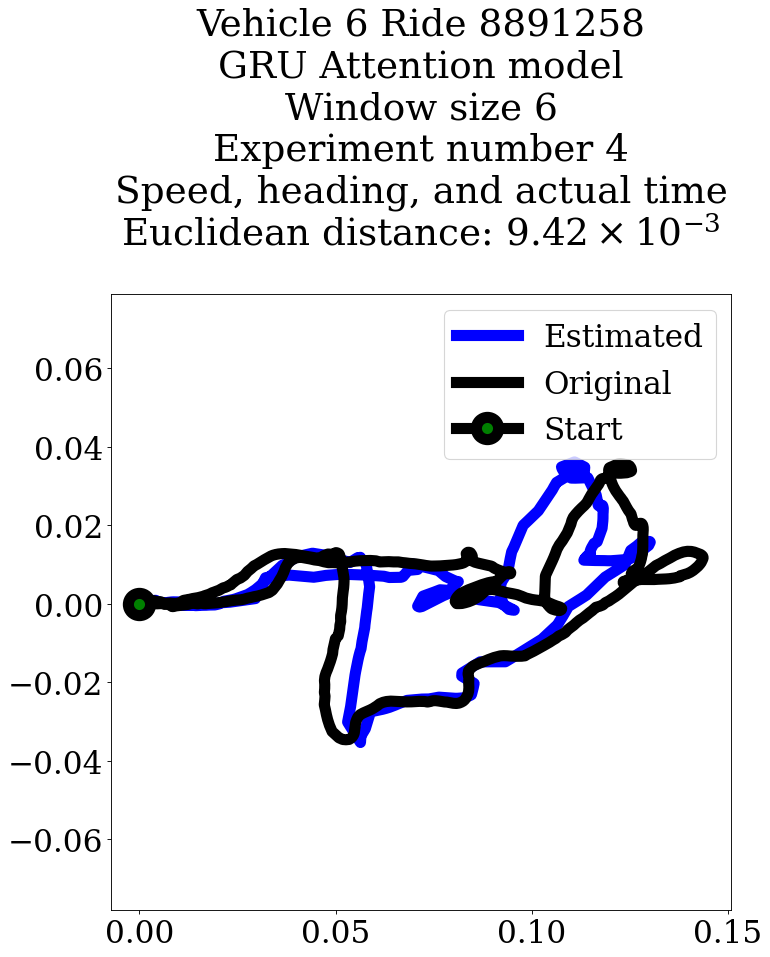 Vehicle 6 Ride 8891258
GRU Attention model
Window size 6
Experiment number 4
Speed, heading, and actual time
Euclidean distance: 9.42 × 10⁻³
Estimated
Original
Start
0.06
0.04
0.02
0.00
−0.02
−0.04
−0.06
0.00 0.05 0.10 0.15